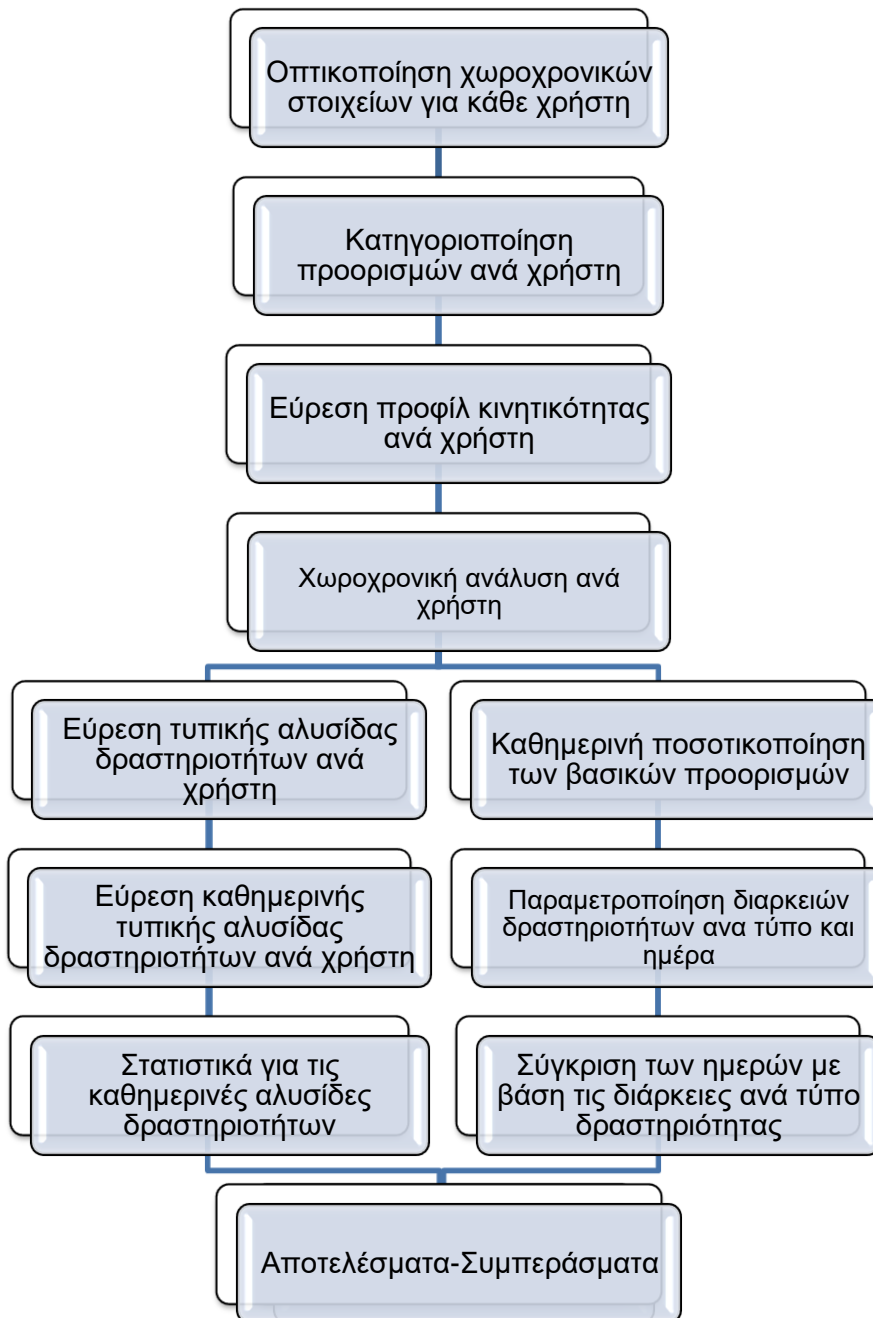 Οπτικοποίηση χωροχρονικών
στοιχείων για κάθε χρήστη
Κατηγοριοποίηση
προορισμών ανά χρήστη
Εύρεση προφίλ κινητικότητας
ανά χρήστη
Χωροχρονική ανάλυση ανά
χρήστη
Εύρεση τυπικής αλυσίδας
δραστηριοτήτων ανά
χρήστη
Εύρεση καθημερινής
τυπικής αλυσίδας
δραστηριοτήτων ανά χρήστη
Στατιστικά για τις
καθημερινές αλυσίδες
δραστηριοτήτων
Καθημερινή ποσοτικοποίηση
των βασικών προορισμών
Παραμετροποίηση διαρκειών
δραστηριοτήτων ανα τύπο και
ημέρα
Σύγκριση των ημερών με
βάση τις διάρκειες ανά τύπο
δραστηριότητας
Αποτελέσματα-Συμπεράσματα